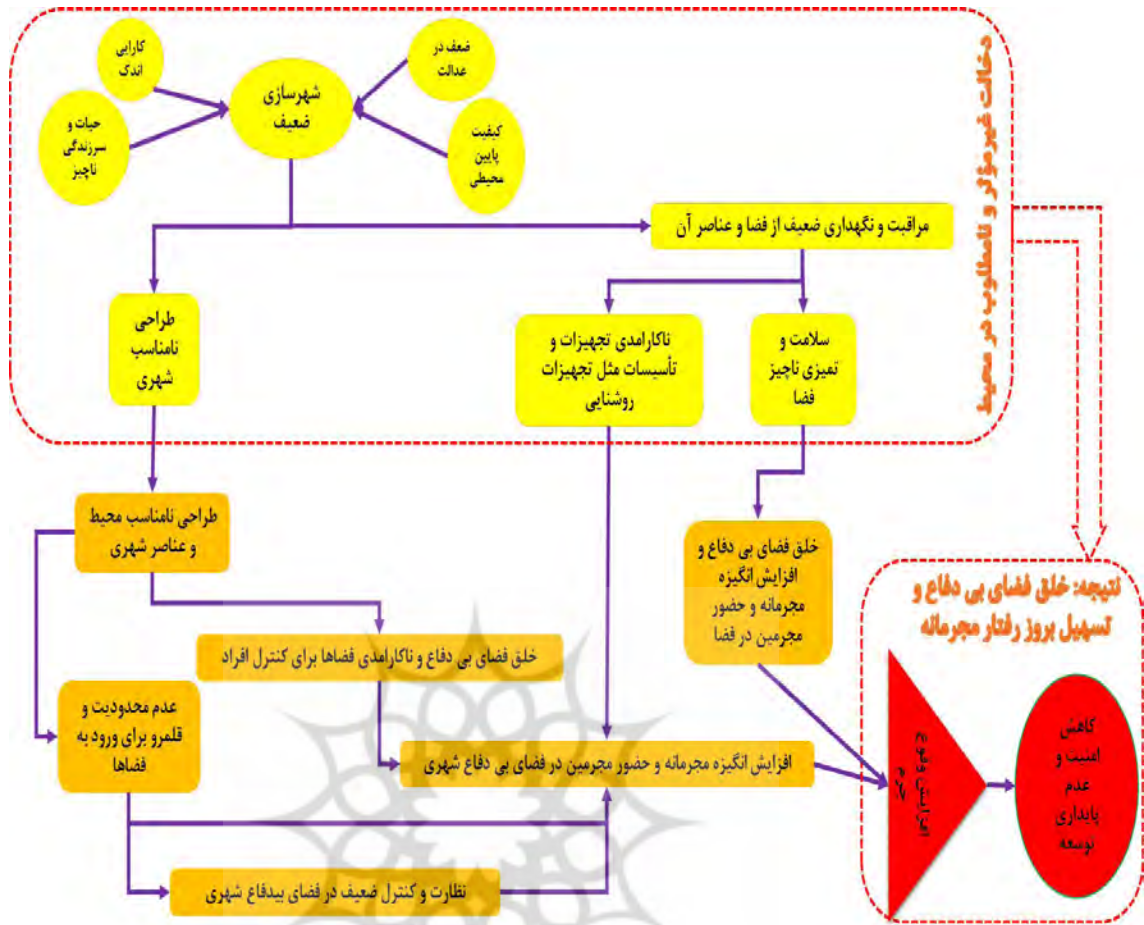 کارایی
اندک
حیات و
سرزندگی
ناچیز
شهرسازی
ضعیف
ضعف در
عدالت
کیفیت
پایین
محیطی
دخالت غیرمؤثر و نامطلوب در محیط
مراقبت و نگهداری ضعیف از فضا و عناصر آن
طراحی
نامناسب
شهری
ناکارامدی تجهیزات و
تأسیسات مثل تجهیزات
روشنایی
سلامت و
تمیزی ناچیز
فضا
طراحی نامناسب محیط
و عناصر شهری
خلق فضای بی دفاع و
افزایش انگیزه
مجرمانه و حضور
مجرمین در فضا
خلق فضای بی دفاع و ناکارامدی فضاها برای کنترل افراد
عدم محدودیت و
قلمرو برای ورود به
فضاها
افزایش انگیزه مجرمانه و حضور مجرمین در فضای بی دفاع شهری
نظارت و کنترل ضعیف در فضای بیدفاع شهری
نتیجه: خلق فضای بی دفاع و
تسهیل بروز رفتار مجرمانه
افزایش وقوع
جرم
کاهش
امنیت و
عدم
پایداری
توسعه